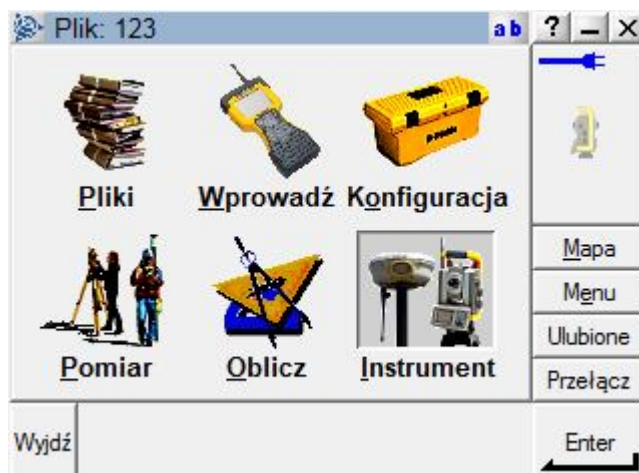 Plik: 123
ab
?
Pliki
Wprowadź
Konfiguracja
Pomiar
Oblicz
Instrument
Mapa
Menu
Ulubione
Przełącz
Wyjdź
Enter